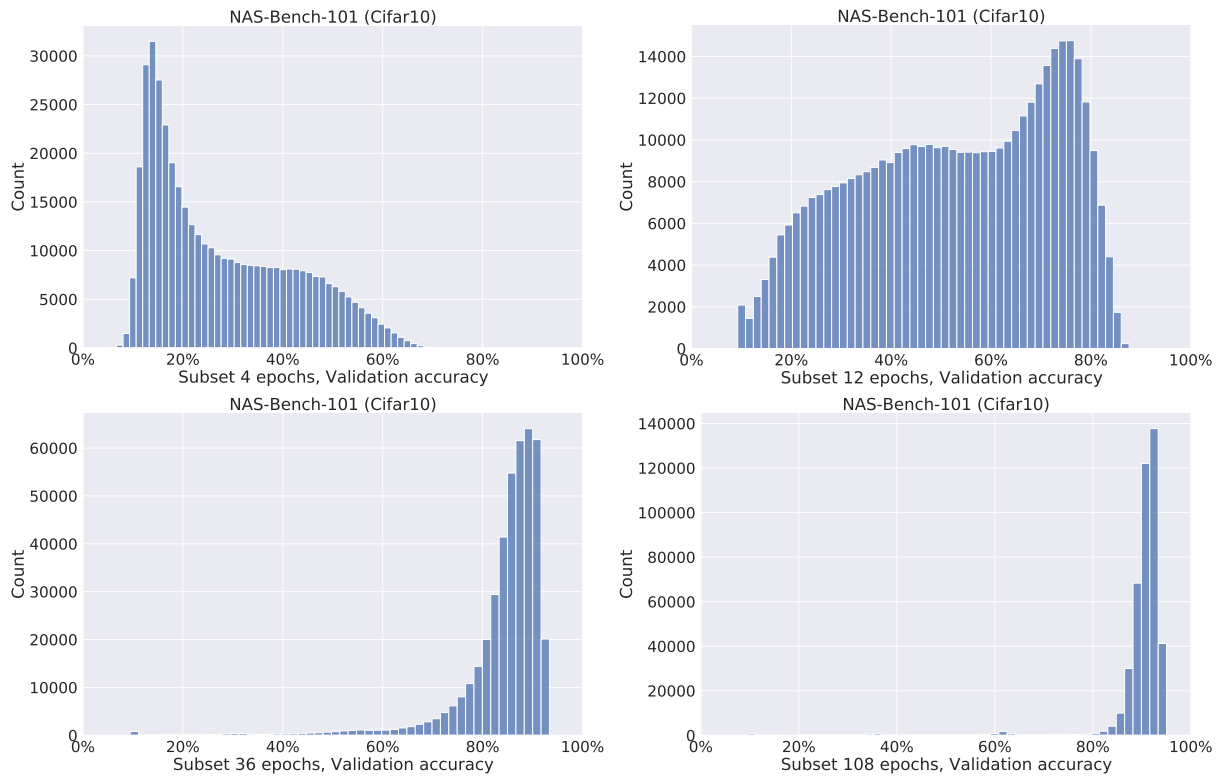 NAS-Bench-101 (Cifar10)
30000
25000
20000
15000
10000
5000
0
Count
0% 20% 40% 60% 80% 100%
Subset 4 epochs, Validation accuracy
NAS-Bench-101 (Cifar10)
14000
12000
10000
8000
6000
4000
2000
0
Count
0% 20% 40% 60% 80% 100%
Subset 12 epochs, Validation accuracy
NAS-Bench-101 (Cifar10)
60000
50000
40000
30000
20000
10000
0
Count
0% 20% 40% 60% 80% 100%
Subset 36 epochs, Validation accuracy
NAS-Bench-101 (Cifar10)
140000
120000
100000
80000
60000
40000
20000
0
Count
0% 20% 40% 60% 80% 100%
Subset 108 epochs, Validation accuracy